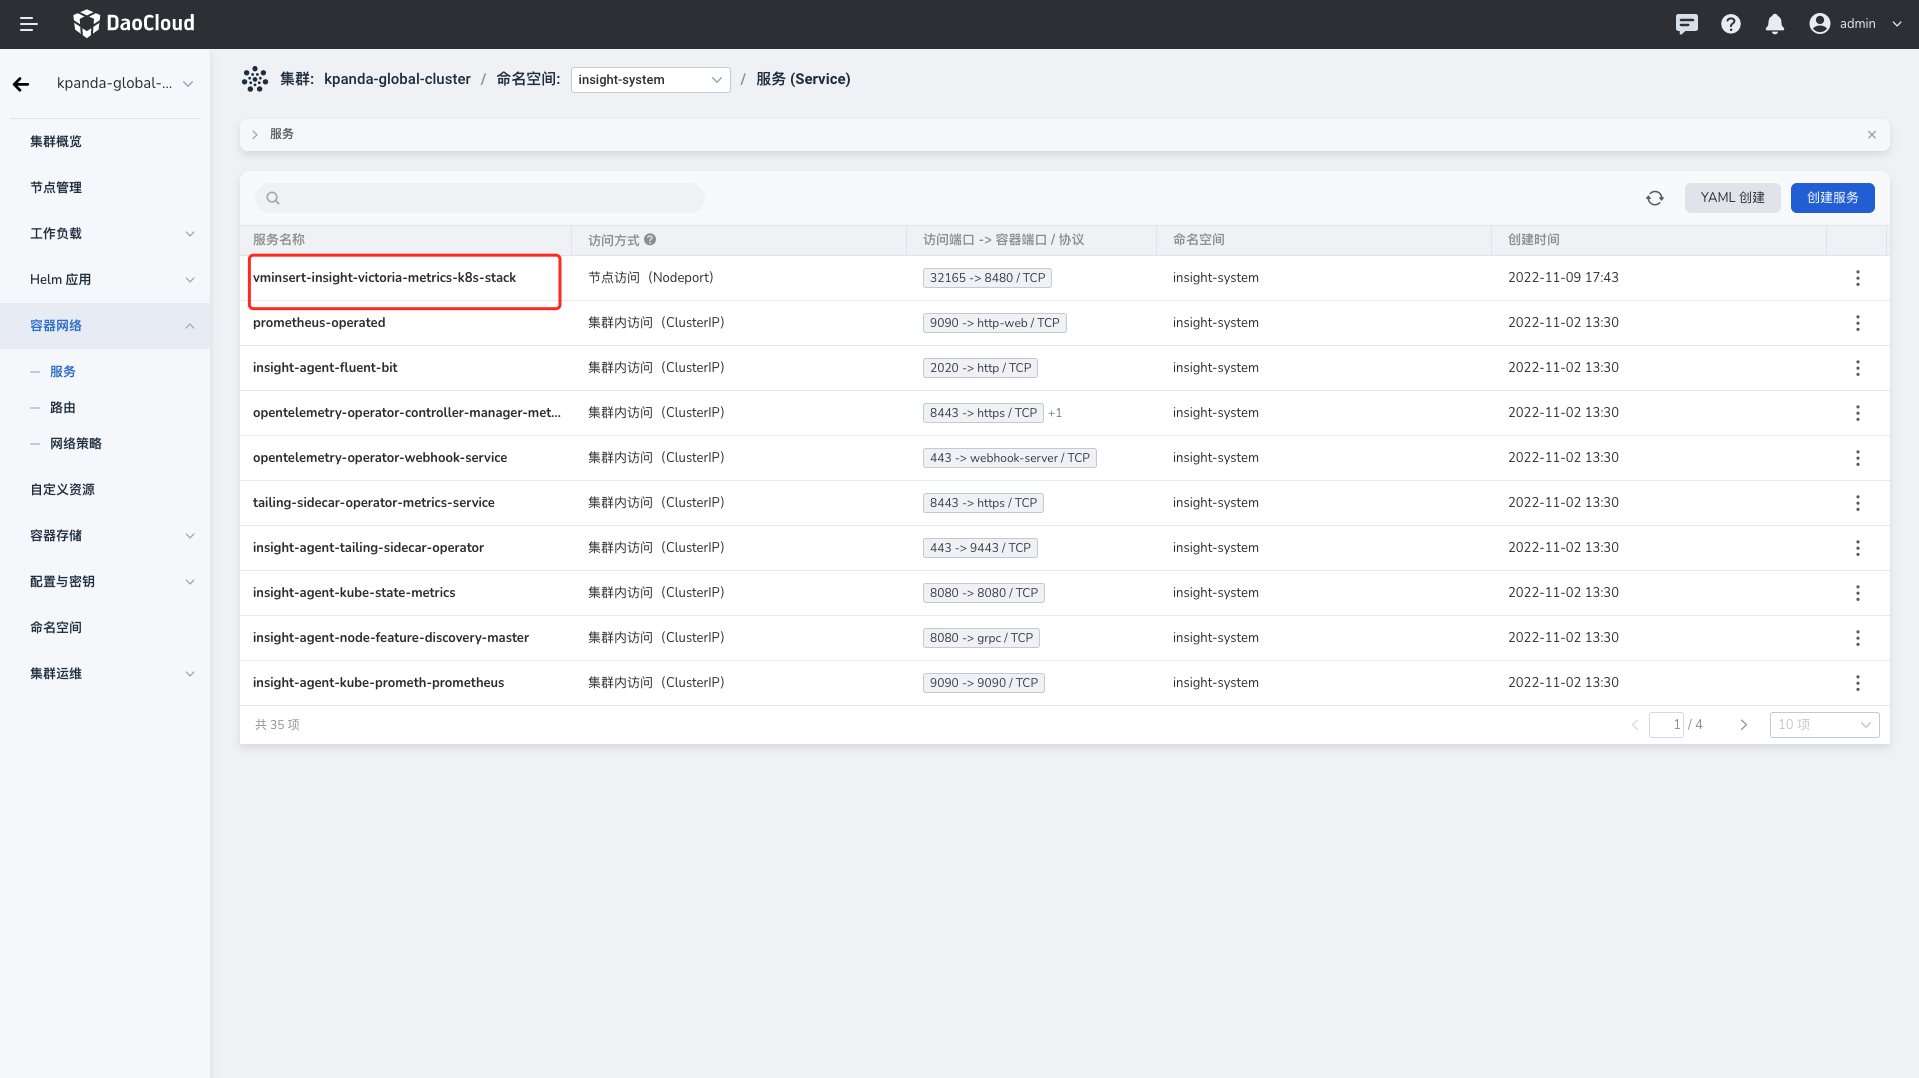 DaoCloud
admin
kpanda-global-...
集群: kpanda-global-cluster / 命名空间: insight-system / 服务 (Service)
集群概览
节点管理
工作负载
Helm 应用
容器网络
服务
路由
网络策略
自定义资源
容器存储
配置与密钥
命名空间
集群运维
服务
YAML 创建 创建服务
服务名称 访问方式 访问端口 -> 容器端口 / 协议 命名空间 创建时间
vminsert-insight-victoria-metrics-k8s-stack 节点访问（Nodeport） 32165 -> 8480 / TCP insight-system 2022-11-09 17:43
prometheus-operated 集群内访问（ClusterIP） 9090 -> http-web / TCP insight-system 2022-11-02 13:30
insight-agent-fluent-bit 集群内访问（ClusterIP） 2020 -> http / TCP insight-system 2022-11-02 13:30
opentelemetry-operator-controller-manager-met... 集群内访问（ClusterIP） 8443 -> https / TCP +1 insight-system 2022-11-02 13:30
opentelemetry-operator-webhook-service 集群内访问（ClusterIP） 443 -> webhook-server / TCP insight-system 2022-11-02 13:30
tailing-sidecar-operator-metrics-service 集群内访问（ClusterIP） 8443 -> https / TCP insight-system 2022-11-02 13:30
insight-agent-tailing-sidecar-operator 集群内访问（ClusterIP） 443 -> 9443 / TCP insight-system 2022-11-02 13:30
insight-agent-kube-state-metrics 集群内访问（ClusterIP） 8080 -> 8080 / TCP insight-system 2022-11-02 13:30
insight-agent-node-feature-discovery-master 集群内访问（ClusterIP） 8080 -> grpc / TCP insight-system 2022-11-02 13:30
insight-agent-kube-prometh-prometheus 集群内访问（ClusterIP） 9090 -> 9090 / TCP insight-system 2022-11-02 13:30
共 35 项 1 / 4 10 项